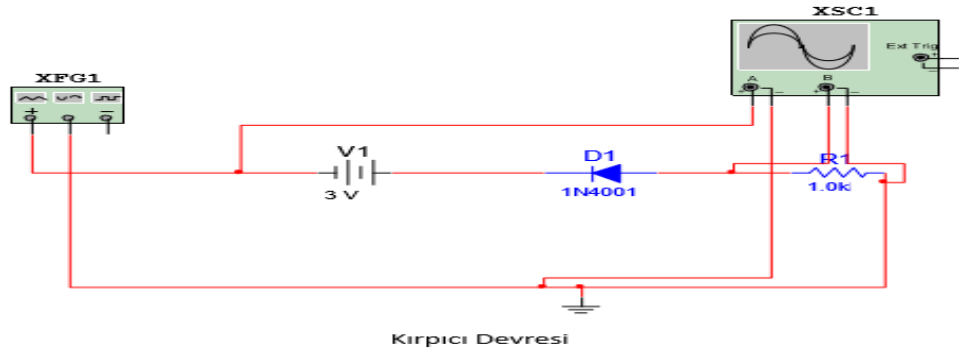 XSC1
Ext Trig
+
−
A
B
+ − + −
XFG1
+ −
V1
3 V
D1
1N4001
R1
1.0k
Kırpıcı Devresi